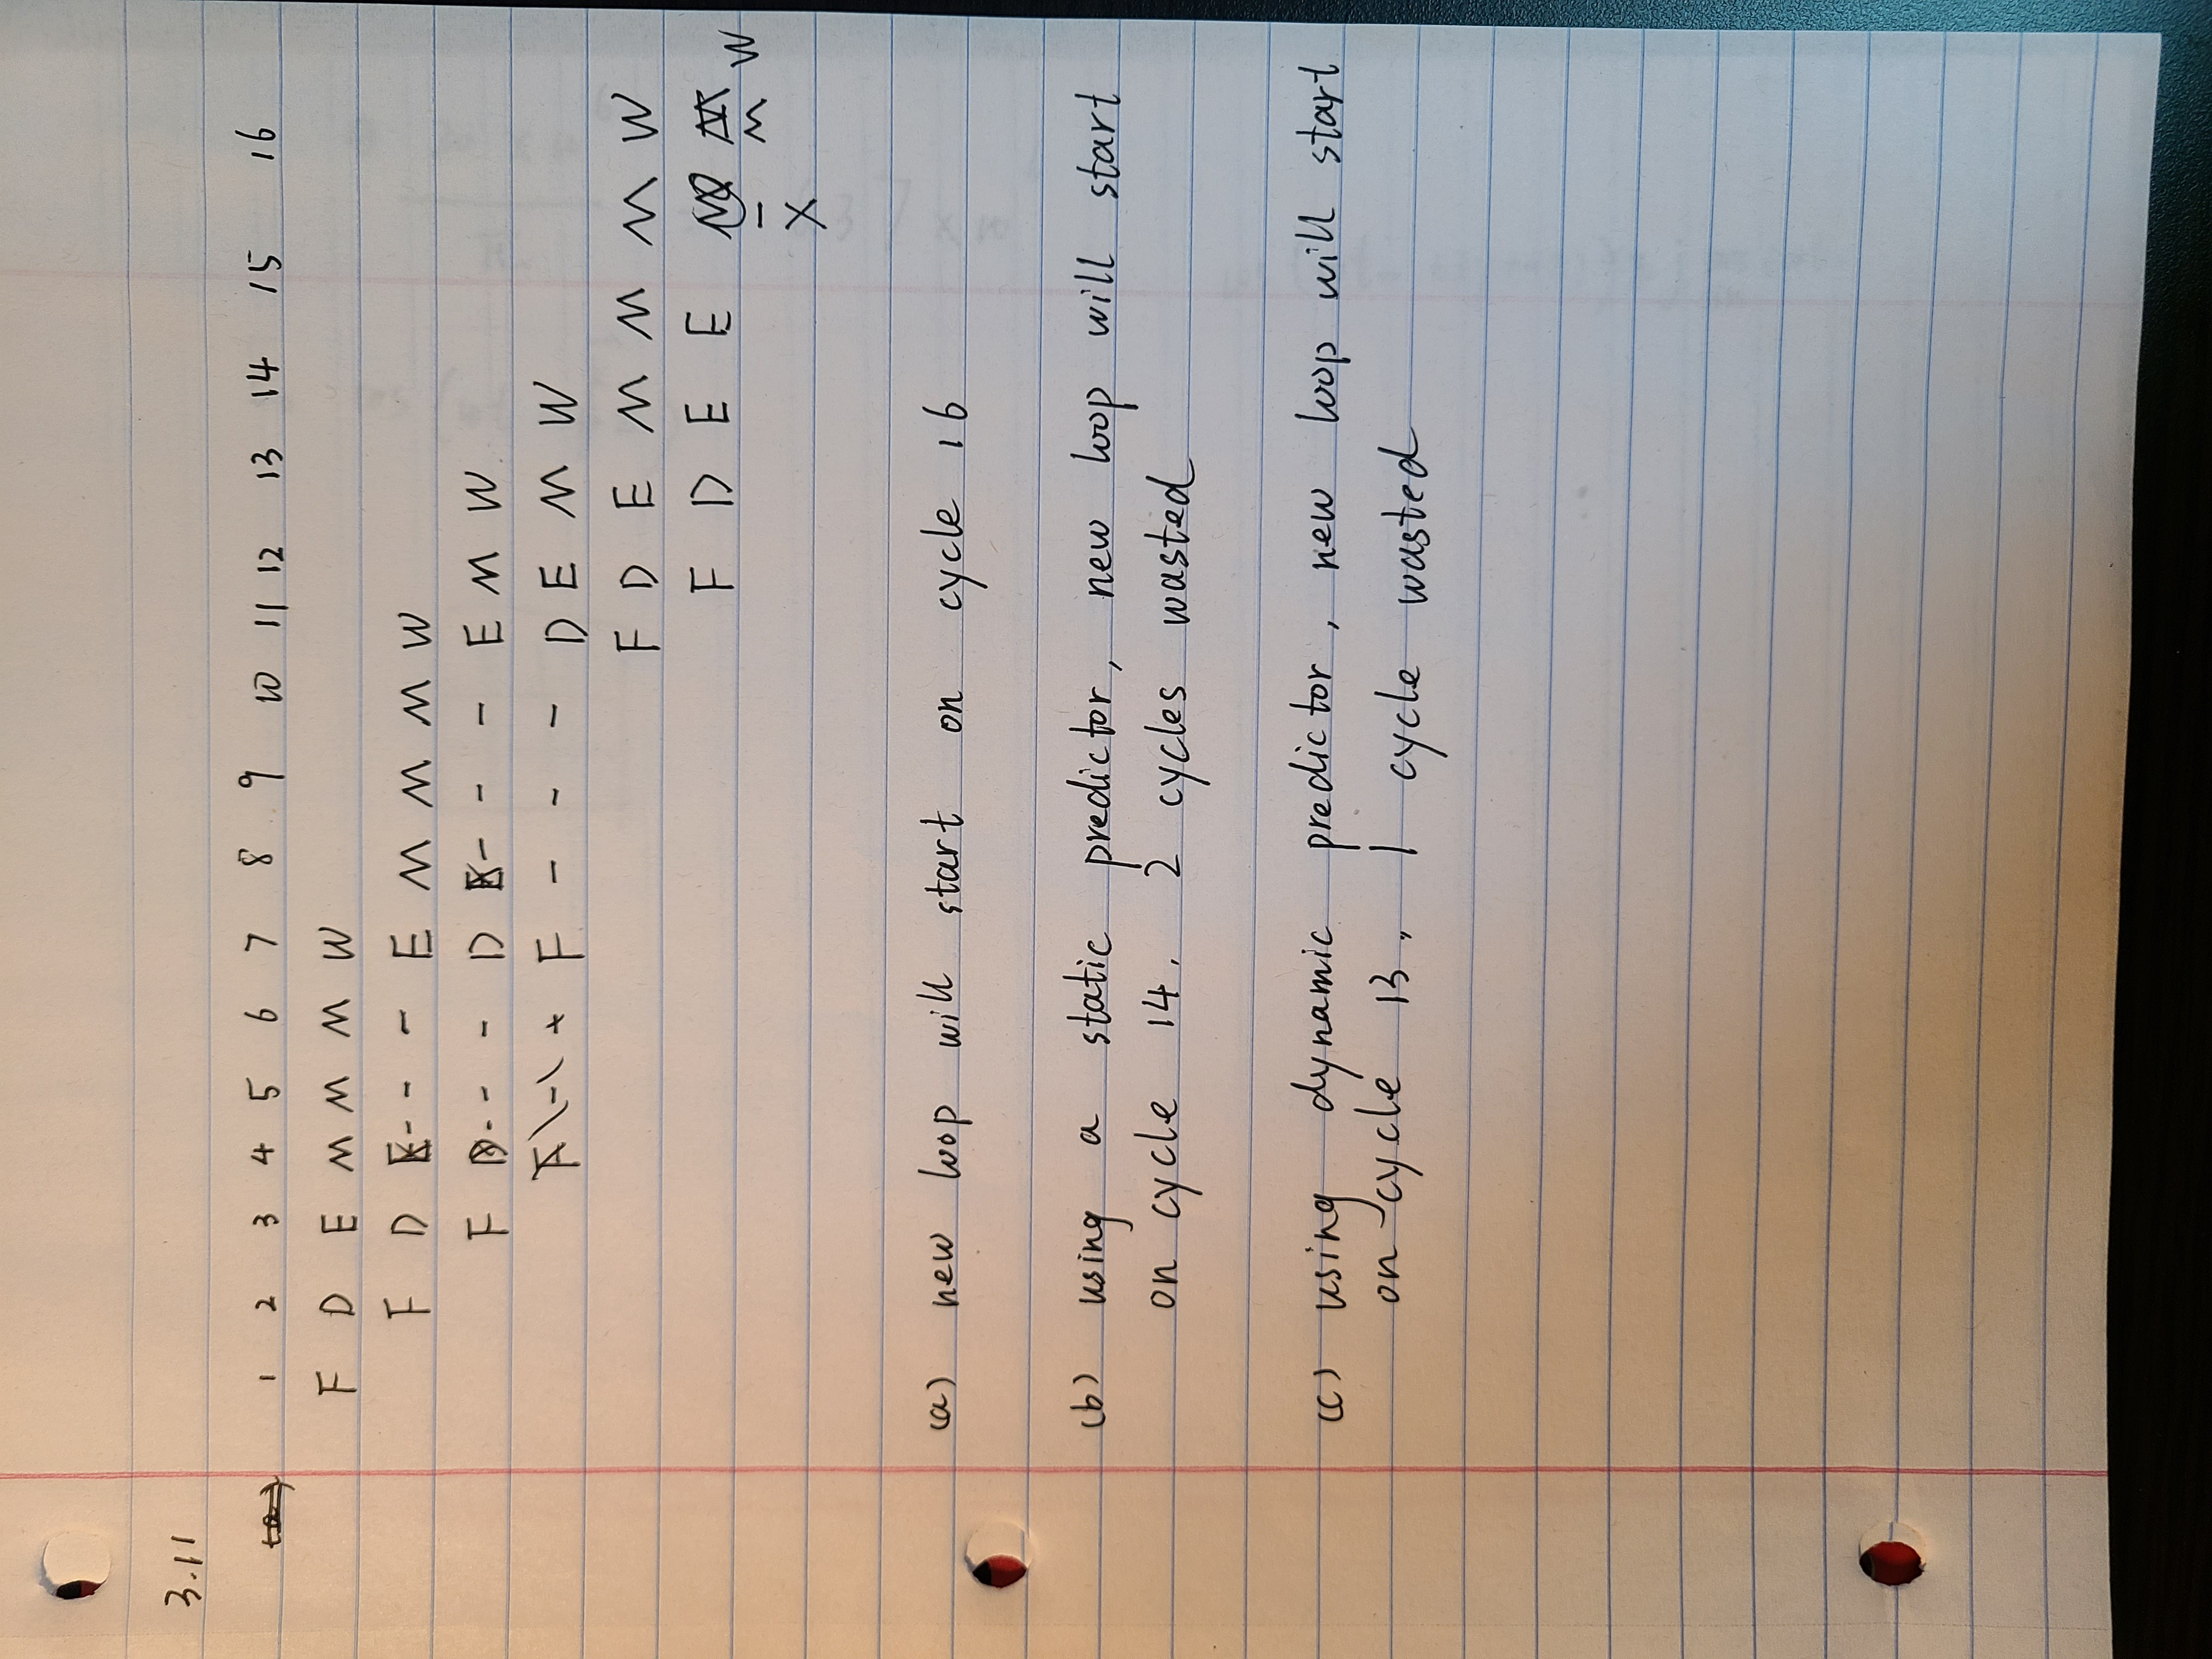 3.11
(a) 1 2 3 4 5 6 7 8 9 10 11 12 13 14 15 16
F D E M M M W
F D E - - - E M M M W
F D - - - D E - - - E M W
F \ - \ + F - - - D E M W
F D E M M M W
F D E E M M
- M W
X
(a) new loop will start on cycle 16
(b) using a static predictor, new loop will start
on cycle 14. 2 cycles wasted
(c) using dynamic predictor, new loop will start
on cycle 13, 1 cycle wasted